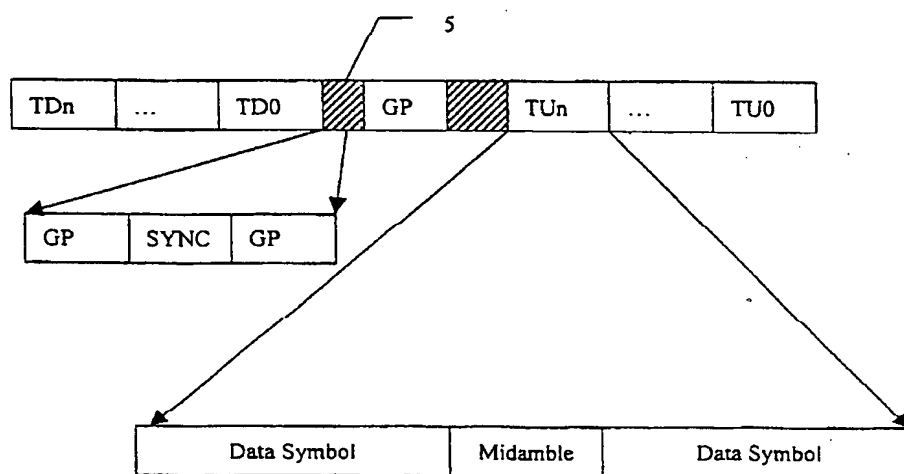 5
TDn ... TD0 GP TUn ... TU0
GP SYNC GP
Data Symbol Midamble Data Symbol